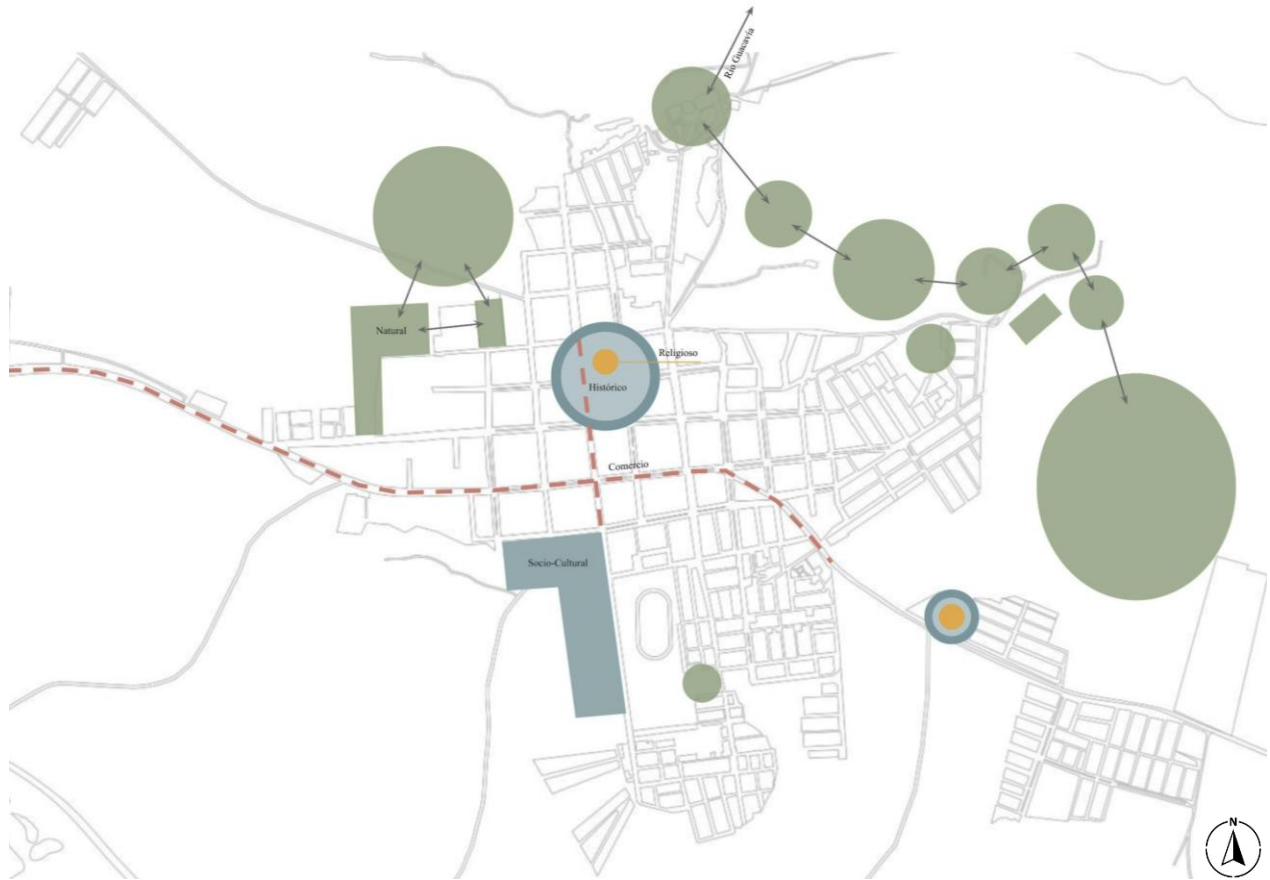 Río Guacavía
Natural
Religioso
Histórico
Comercio
Socio-Cultural
N